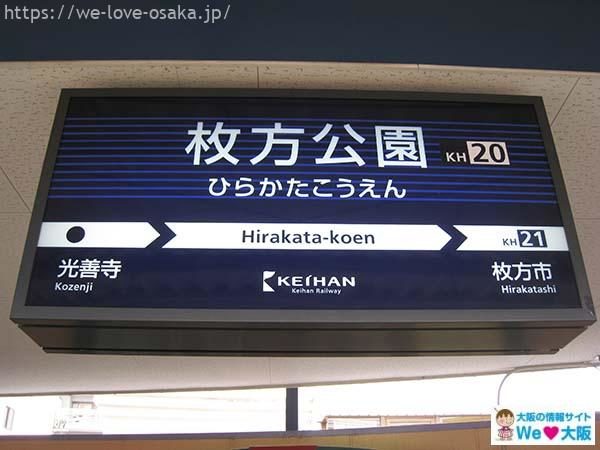 https://we-love-osaka.jp/
枚方公園 KH 20
ひらかたこうえん
Hirakata-koen KH 21
光善寺 枚方市
Kozenji Hirakatashi
KEIHAN
Keihan Railway
大阪の情報サイト
We♥大阪